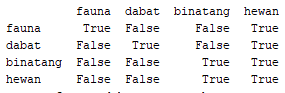 fauna dabat binatang hewan
fauna True False False True
dabat False True False True
binatang False False True True
hewan False False True True